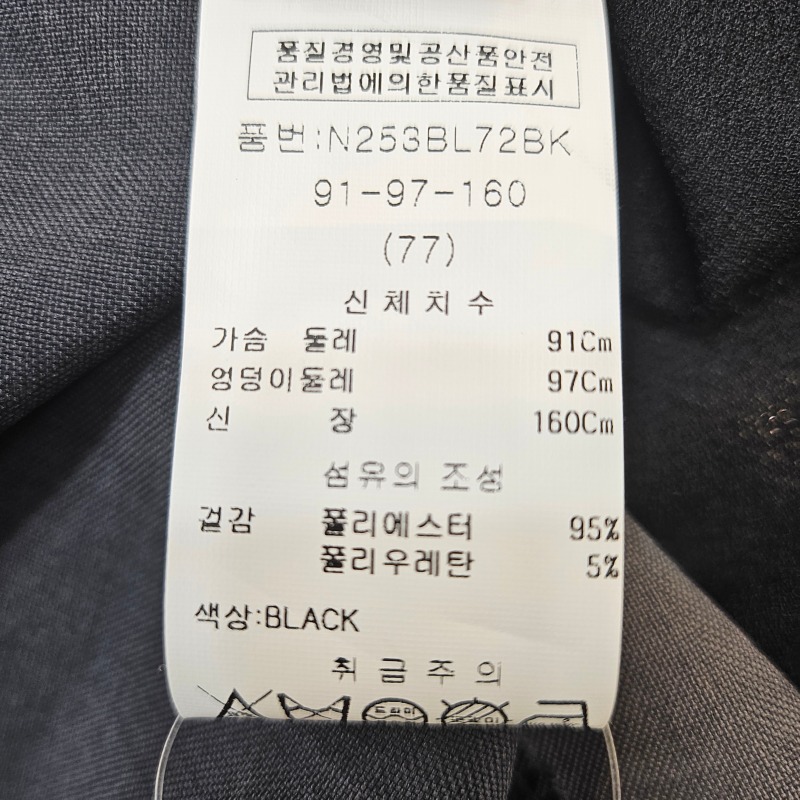 품질경영및공산품안전
관리법에의한품질표시
품번:N253BL72BK
91-97-160
(77)
신체치수
가슴 둘레 91Cm
엉덩이둘레 97Cm
신 장 160Cm
섬유의 조성
겉감 폴리에스터 95%
폴리우레탄 5%
색상:BLACK
취급주의
드라이